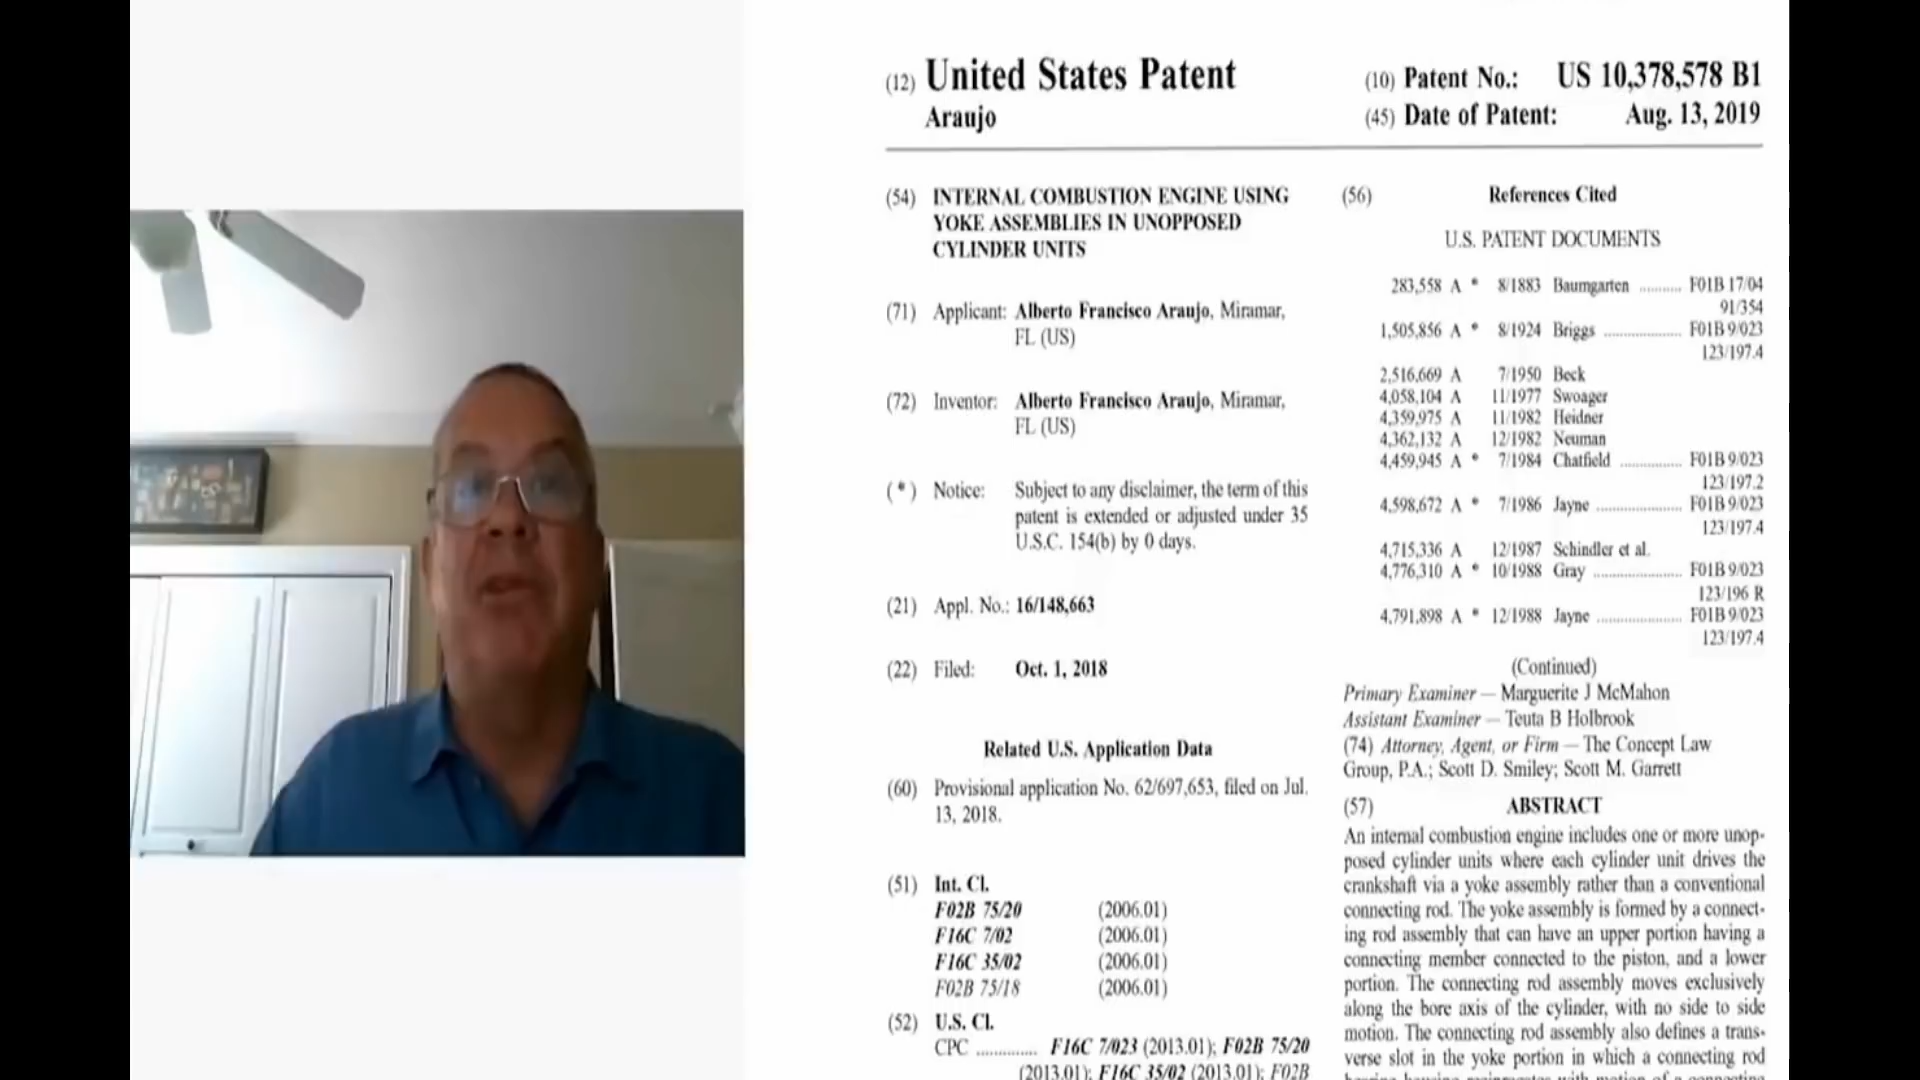 (12) United States Patent
Araujo
(10) Patent No.: US 10,378,578 B1
(45) Date of Patent: Aug. 13, 2019
(54) INTERNAL COMBUSTION ENGINE USING
YOKE ASSEMBLIES IN UNOPPOSED
CYLINDER UNITS
(71) Applicant: Alberto Francisco Araujo, Miramar,
FL (US)
(72) Inventor: Alberto Francisco Araujo, Miramar,
FL (US)
( * ) Notice: Subject to any disclaimer, the term of this
patent is extended or adjusted under 35
U.S.C. 154(b) by 0 days.
(21) Appl. No.: 16/148,663
(22) Filed: Oct. 1, 2018
Related U.S. Application Data
(60) Provisional application No. 62/697,653, filed on Jul.
13, 2018.
(51) Int. Cl.
F02B 75/20 (2006.01)
F16C 7/02 (2006.01)
F16C 35/02 (2006.01)
F02B 75/18 (2006.01)
(52) U.S. Cl.
CPC ............. F16C 7/023 (2013.01); F02B 75/20
(2013.01); F16C 35/02 (2013.01); F02B
(56) References Cited
U.S. PATENT DOCUMENTS
283,558 A * 8/1883 Baumgarten .......... F01B 17/04
91/354
1,505,856 A * 8/1924 Briggs ................... F01B 9/023
123/197.4
2,516,669 A 7/1950 Beck
4,058,104 A 11/1977 Swoager
4,359,975 A 11/1982 Heidner
4,362,132 A 12/1982 Neuman
4,459,945 A * 7/1984 Chatfield ............... F01B 9/023
123/197.2
4,598,672 A * 7/1986 Jayne .................... F01B 9/023
123/197.4
4,715,336 A 12/1987 Schindler et al.
4,776,310 A * 10/1988 Gray ..................... F01B 9/023
123/196 R
4,791,898 A * 12/1988 Jayne .................... F01B 9/023
123/197.4
(Continued)
Primary Examiner — Marguerite J McMahon
Assistant Examiner — Teuta B Holbrook
(74) Attorney, Agent, or Firm — The Concept Law
Group, P.A.; Scott D. Smiley; Scott M. Garrett
(57) ABSTRACT
An internal combustion engine includes one or more unop-
posed cylinder units where each cylinder unit drives the
crankshaft via a yoke assembly rather than a conventional
connecting rod. The yoke assembly is formed by a connect-
ing rod assembly that can have an upper portion having a
connecting member connected to the piston, and a lower
portion. The connecting rod assembly moves exclusively
along the bore axis of the cylinder, with no side to side
motion. The connecting rod assembly also defines a trans-
verse slot in the yoke portion in which a connecting rod